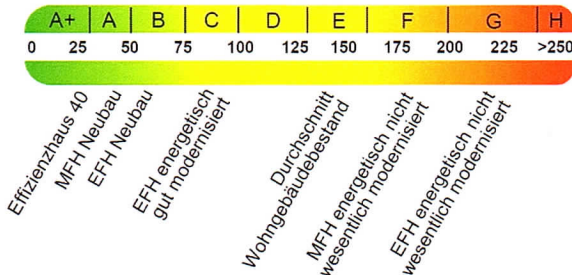 A+ A B C D E F G H
0 25 50 75 100 125 150 175 200 225 >250
Effizienzhaus 40
MFH Neubau
EFH Neubau
EFH energetisch
gut modernisiert
Durchschnitt
Wohngebäudebestand
MFH energetisch nicht
wesentlich modernisiert
EFH energetisch nicht
wesentlich modernisiert